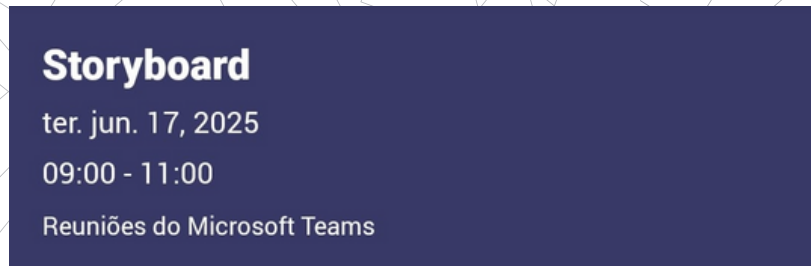 Storyboard
ter. jun. 17, 2025
09:00 - 11:00
Reuniões do Microsoft Teams